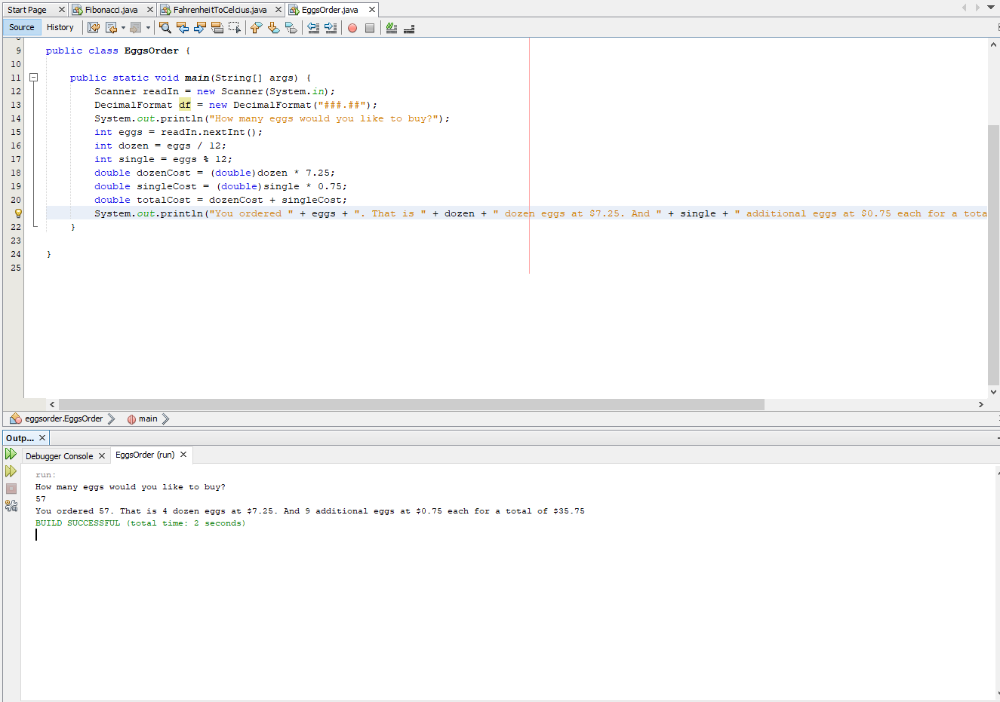 Start Page Fibonacci.java FahrenheitToCelcius.java EggsOrder.java
Source History
9 public class EggsOrder {
10
11 public static void main(String[] args) {
12 Scanner readIn = new Scanner(System.in);
13 DecimalFormat df = new DecimalFormat("###.##");
14 System.out.println("How many eggs would you like to buy?");
15 int eggs = readIn.nextInt();
16 int dozen = eggs / 12;
17 int single = eggs % 12;
18 double dozenCost = (double)dozen * 7.25;
19 double singleCost = (double)single * 0.75;
20 double totalCost = dozenCost + singleCost;
System.out.println("You ordered " + eggs + ". That is " + dozen + " dozen eggs at $7.25. And " + single + " additional eggs at $0.75 each for a tota
22 }
23
24 }
25
eggsorder.EggsOrder main
Outp...
Debugger Console EggsOrder (run)
run:
How many eggs would you like to buy?
57
You ordered 57. That is 4 dozen eggs at $7.25. And 9 additional eggs at $0.75 each for a total of $35.75
BUILD SUCCESSFUL (total time: 2 seconds)